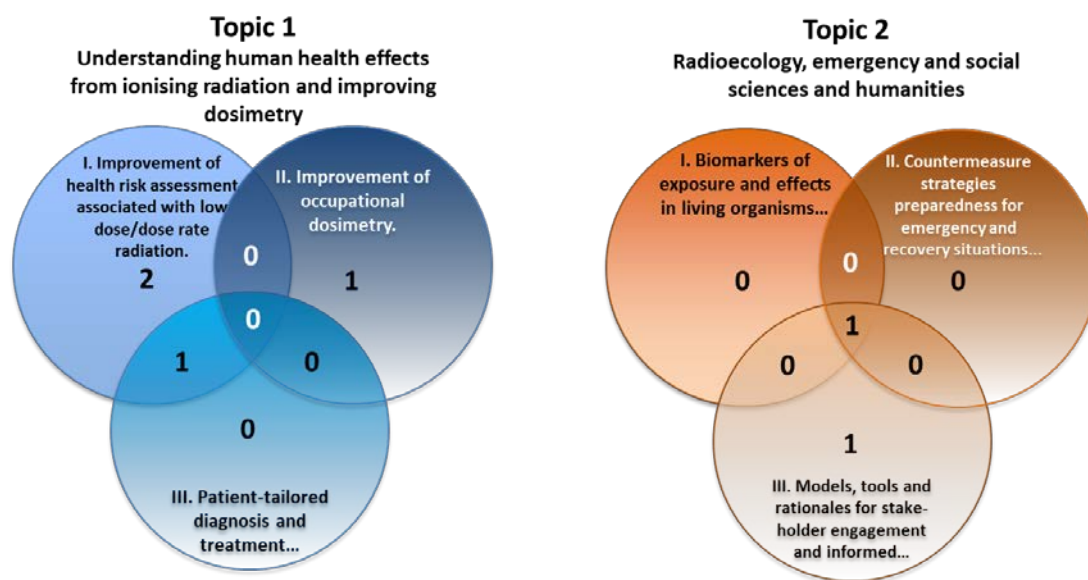 Topic 1
Understanding human health effects
from ionising radiation and improving
dosimetry
I. Improvement of
health risk assessment
associated with low
dose/dose rate
radiation.
2
0
II. Improvement of
occupational
dosimetry.
1
0
1
0
0
III. Patient-tailored
diagnosis and
treatment...
Topic 2
Radioecology, emergency and social
sciences and humanities
I. Biomarkers of
exposure and effects
in living organisms...
0
0
II. Countermeasure
strategies
preparedness for
emergency and
recovery situations...
0
1
0
0
1
III. Models, tools and
rationales for stake-
holder engagement
and informed...